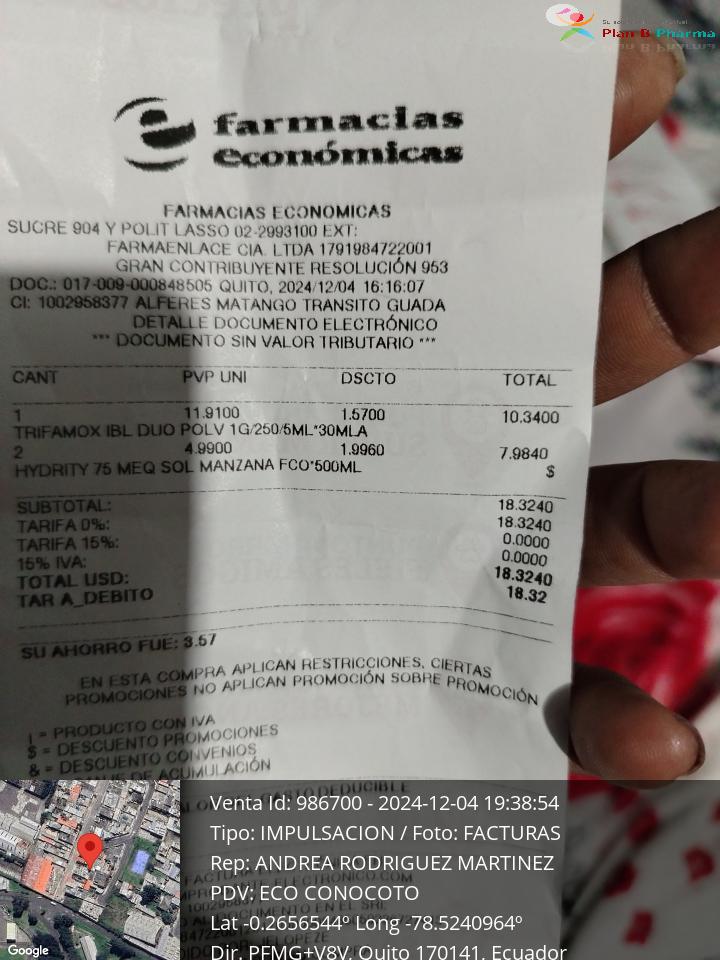 Plan B Pharma
farmacias
económicas
FARMACIAS ECONOMICAS
SUCRE 904 Y POLIT LASSO 02-2993100 EXT:
FARMAENLACE CIA. LTDA 1791984722001
GRAN CONTRIBUYENTE RESOLUCIÓN 953
DOC.: 017-009-000848505 QUITO, 2024/12/04 16:16:07
CI: 1002958377 ALFERES MATANGO TRANSITO GUADA
DETALLE DOCUMENTO ELECTRÓNICO
*** DOCUMENTO SIN VALOR TRIBUTARIO ***
CANT PVP UNI DSCTO TOTAL
1 11.9100 1.5700 10.3400
TRIFAMOX IBL DUO POLV 1G/250/5ML*30MLA
2 4.9900 1.9960 7.9840
HYDRITY 75 MEQ SOL MANZANA FCO*500ML $
SUBTOTAL: 18.3240
TARIFA 0%: 18.3240
TARIFA 15%: 0.0000
15% IVA: 0.0000
TOTAL USD: 18.3240
TAR A_DEBITO 18.32
SU AHORRO FUE: 3.57
EN ESTA COMPRA APLICAN RESTRICCIONES, CIERTAS
PROMOCIONES NO APLICAN PROMOCIÓN SOBRE PROMOCIÓN
| = PRODUCTO CON IVA
$ = DESCUENTO PROMOCIONES
& = DESCUENTO CONVENIOS
DE ACUMULACIÓN
GASTO DEDUCIBLE
Venta Id: 986700 - 2024-12-04 19:38:54
Tipo: IMPULSACION / Foto: FACTURAS
Rep: ANDREA RODRIGUEZ MARTINEZ
PDV: ECO CONOCOTO
Lat -0.2656544º Long -78.5240964º
Dir. PFMG+V8V, Quito 170141, Ecuador
Google